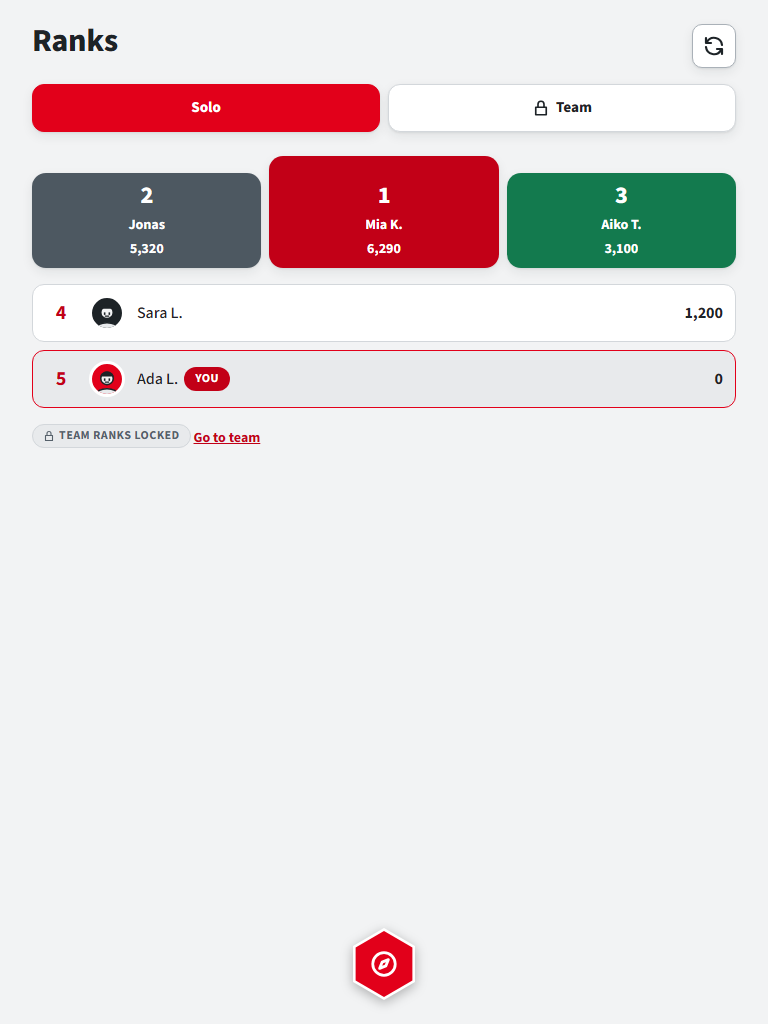 Ranks
Solo
Team
2
Jonas
5,320
1
Mia K.
6,290
3
Aiko T.
3,100
4 Sara L. 1,200
5 Ada L. YOU 0
TEAM RANKS LOCKED Go to team